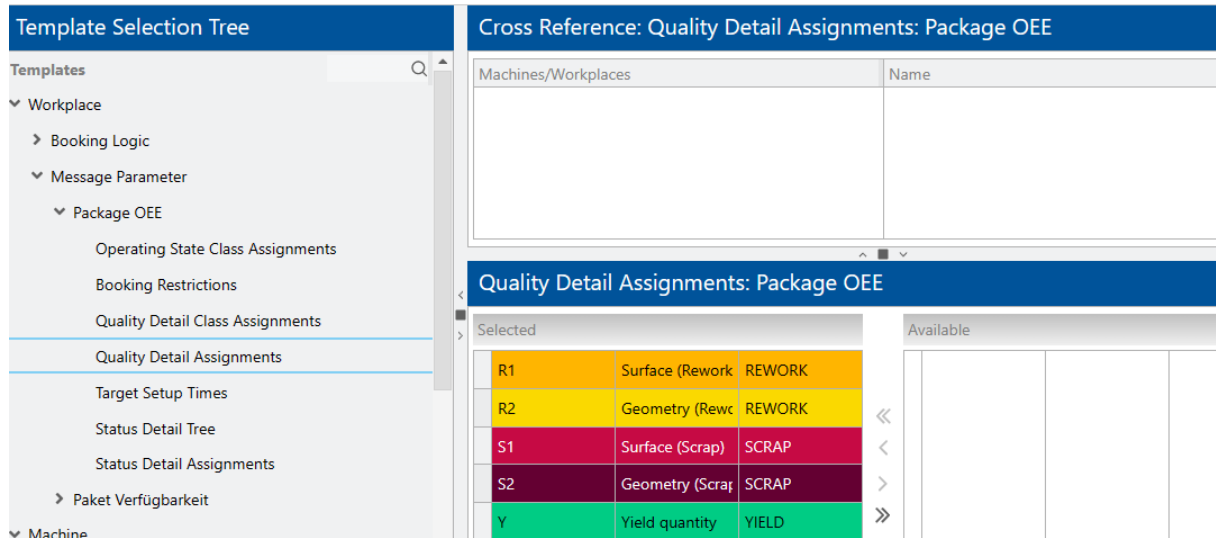 Template Selection Tree
Templates
Workplace
Booking Logic
Message Parameter
Package OEE
Operating State Class Assignments
Booking Restrictions
Quality Detail Class Assignments
Quality Detail Assignments
Target Setup Times
Status Detail Tree
Status Detail Assignments
Paket Verfügbarkeit
Machine
Cross Reference: Quality Detail Assignments: Package OEE
Machines/Workplaces Name
Quality Detail Assignments: Package OEE
Selected Available
R1 Surface (Rework REWORK
R2 Geometry (Rewc REWORK
S1 Surface (Scrap) SCRAP
S2 Geometry (Scrap SCRAP
Y Yield quantity YIELD